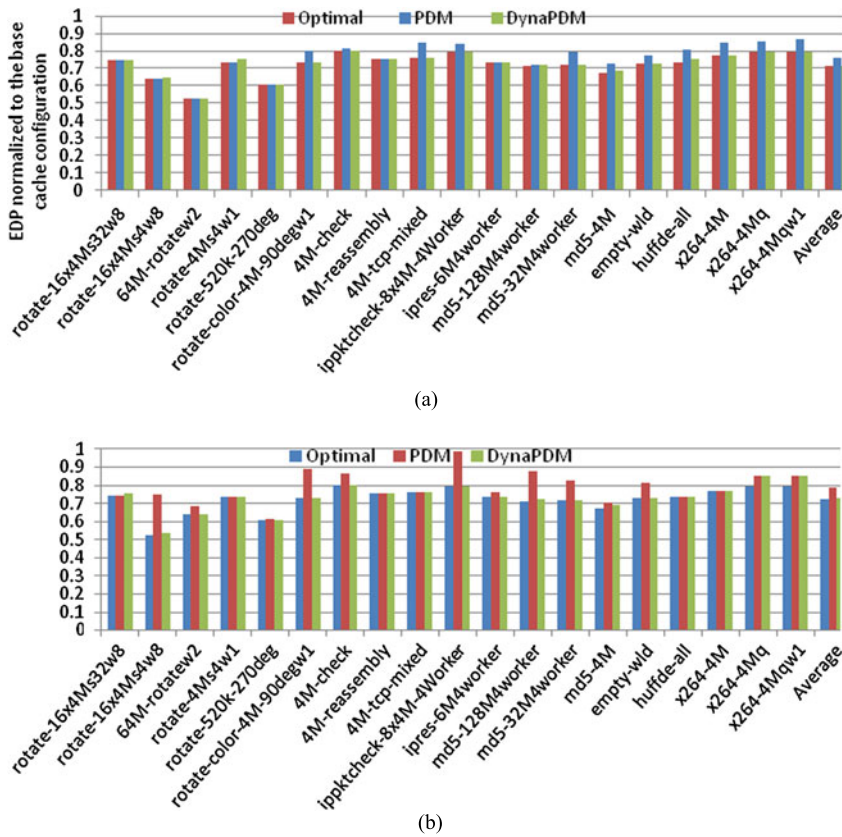 Optimal PDM DynaPDM
EDP normalized to the base
cache configuration
1
0.9
0.8
0.7
0.6
0.5
0.4
0.3
0.2
0.1
0
rotate-16x4Ms32w8
rotate-16x4Ms4w8
64M-rotatew2
rotate-4Ms4w1
rotate-520k-270deg
rotate-color-4M-90degw1
4M-check
4M-reassembly
4M-tcp-mixed
ippktcheck-8x4M-4Worker
ipres-6M4worker
md5-128M4worker
md5-32M4worker
md5-4M
empty-wld
huffde-all
x264-4M
x264-4Mq
x264-4Mqw1
Average
(a)
Optimal PDM DynaPDM
1
0.9
0.8
0.7
0.6
0.5
0.4
0.3
0.2
0.1
0
rotate-16x4Ms32w8
rotate-16x4Ms4w8
64M-rotatew2
rotate-4Ms4w1
rotate-520k-270deg
rotate-color-4M-90degw1
4M-check
4M-reassembly
4M-tcp-mixed
ippktcheck-8x4M-4Worker
ipres-6M4worker
md5-128M4worker
md5-32M4worker
md5-4M
empty-wld
huffde-all
x264-4M
x264-4Mq
x264-4Mqw1
Average
(b)